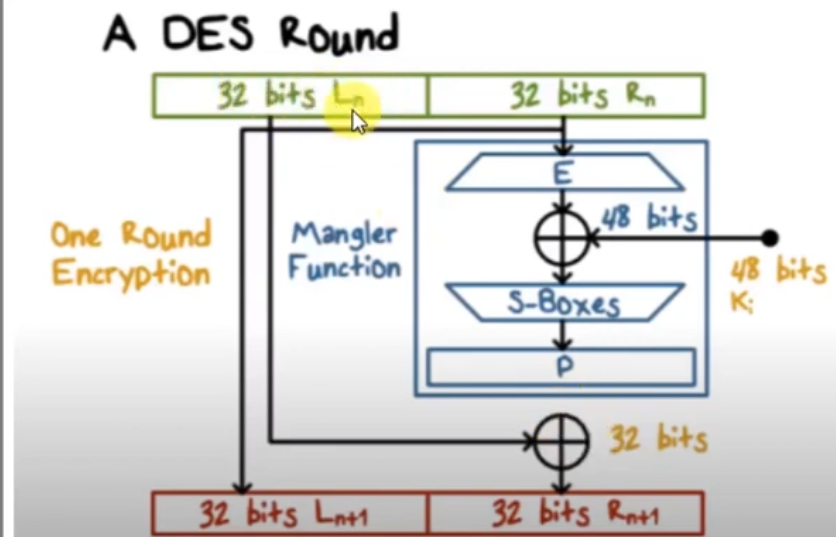 A DES Round
32 bits Ln
32 bits Rn
E
48 bits
One Round
Encryption
Mangler
Function
48 bits
Ki
S-Boxes
P
32 bits
32 bits Ln+1
32 bits Rn+1